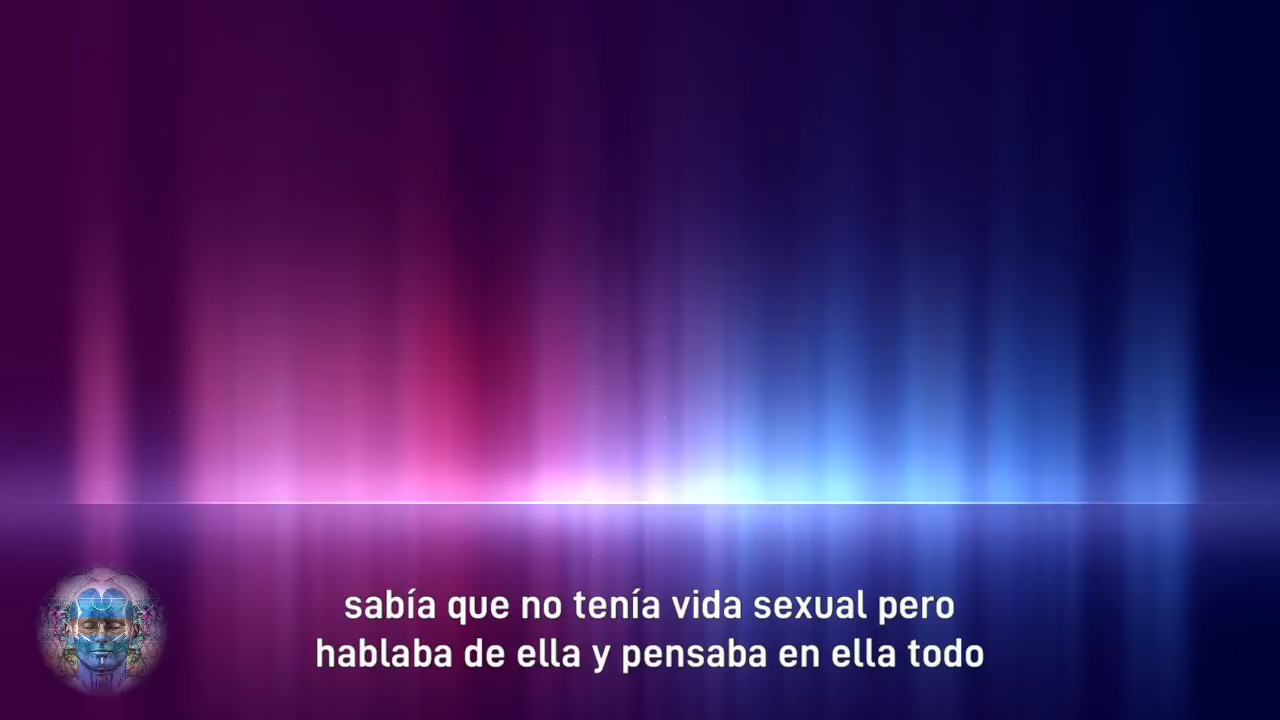 sabía que no tenía vida sexual pero
hablaba de ella y pensaba en ella todo